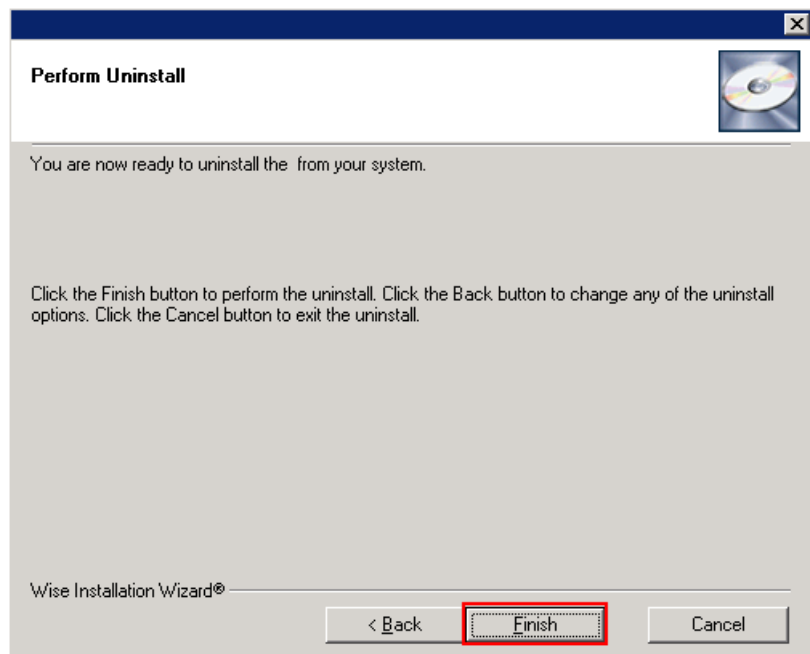 Perform Uninstall
You are now ready to uninstall the  from your system.
Click the Finish button to perform the uninstall. Click the Back button to change any of the uninstall
options. Click the Cancel button to exit the uninstall.
Wise Installation Wizard®
< Back
Finish
Cancel